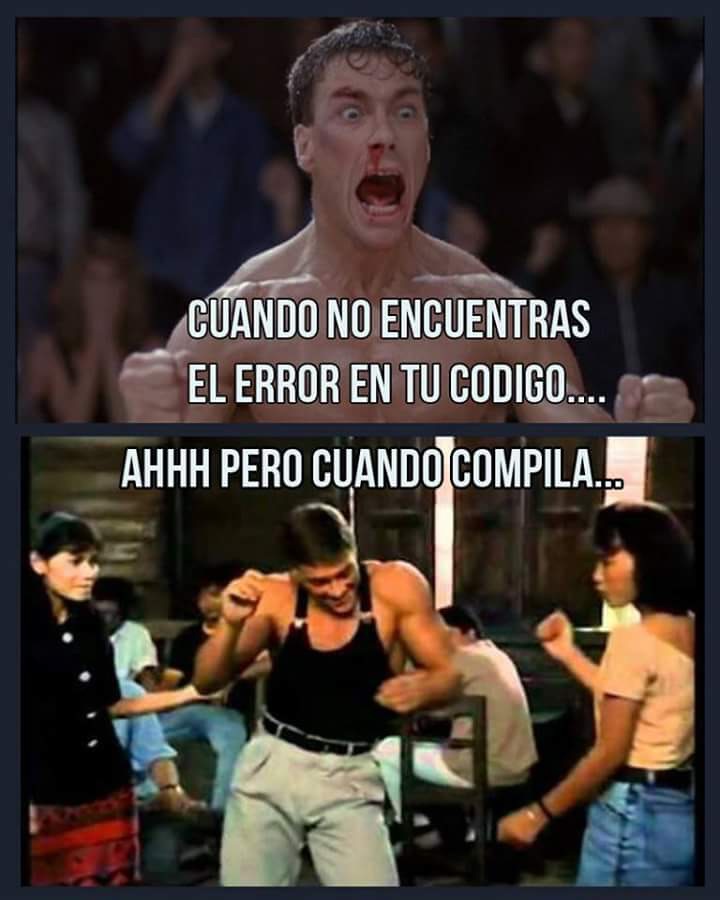 CUANDO NO ENCUENTRAS
EL ERROR EN TU CODIGO....
AHHH PERO CUANDO COMPILA...